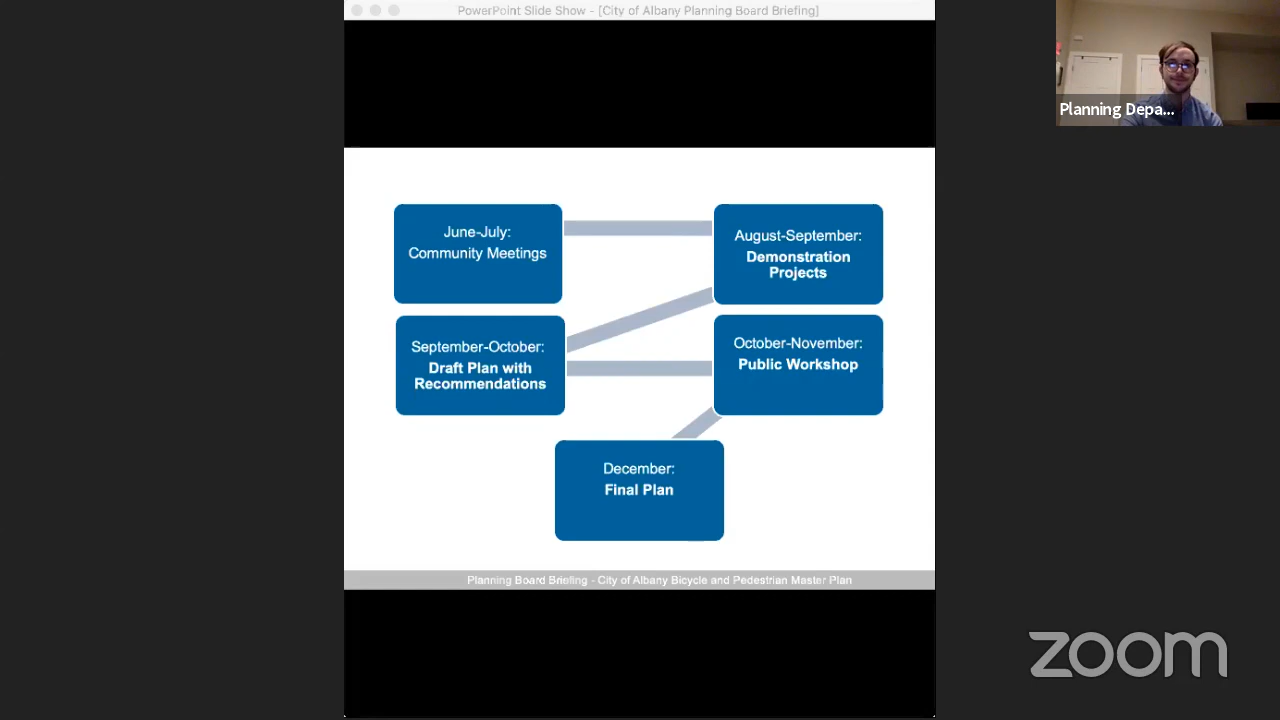 PowerPoint Slide Show - [City of Albany Planning Board Briefing]
Planning Depa...
June-July:
Community Meetings
August-September:
Demonstration
Projects
September-October:
Draft Plan with
Recommendations
October-November:
Public Workshop
December:
Final Plan
Planning Board Briefing - City of Albany Bicycle and Pedestrian Master Plan
zoom